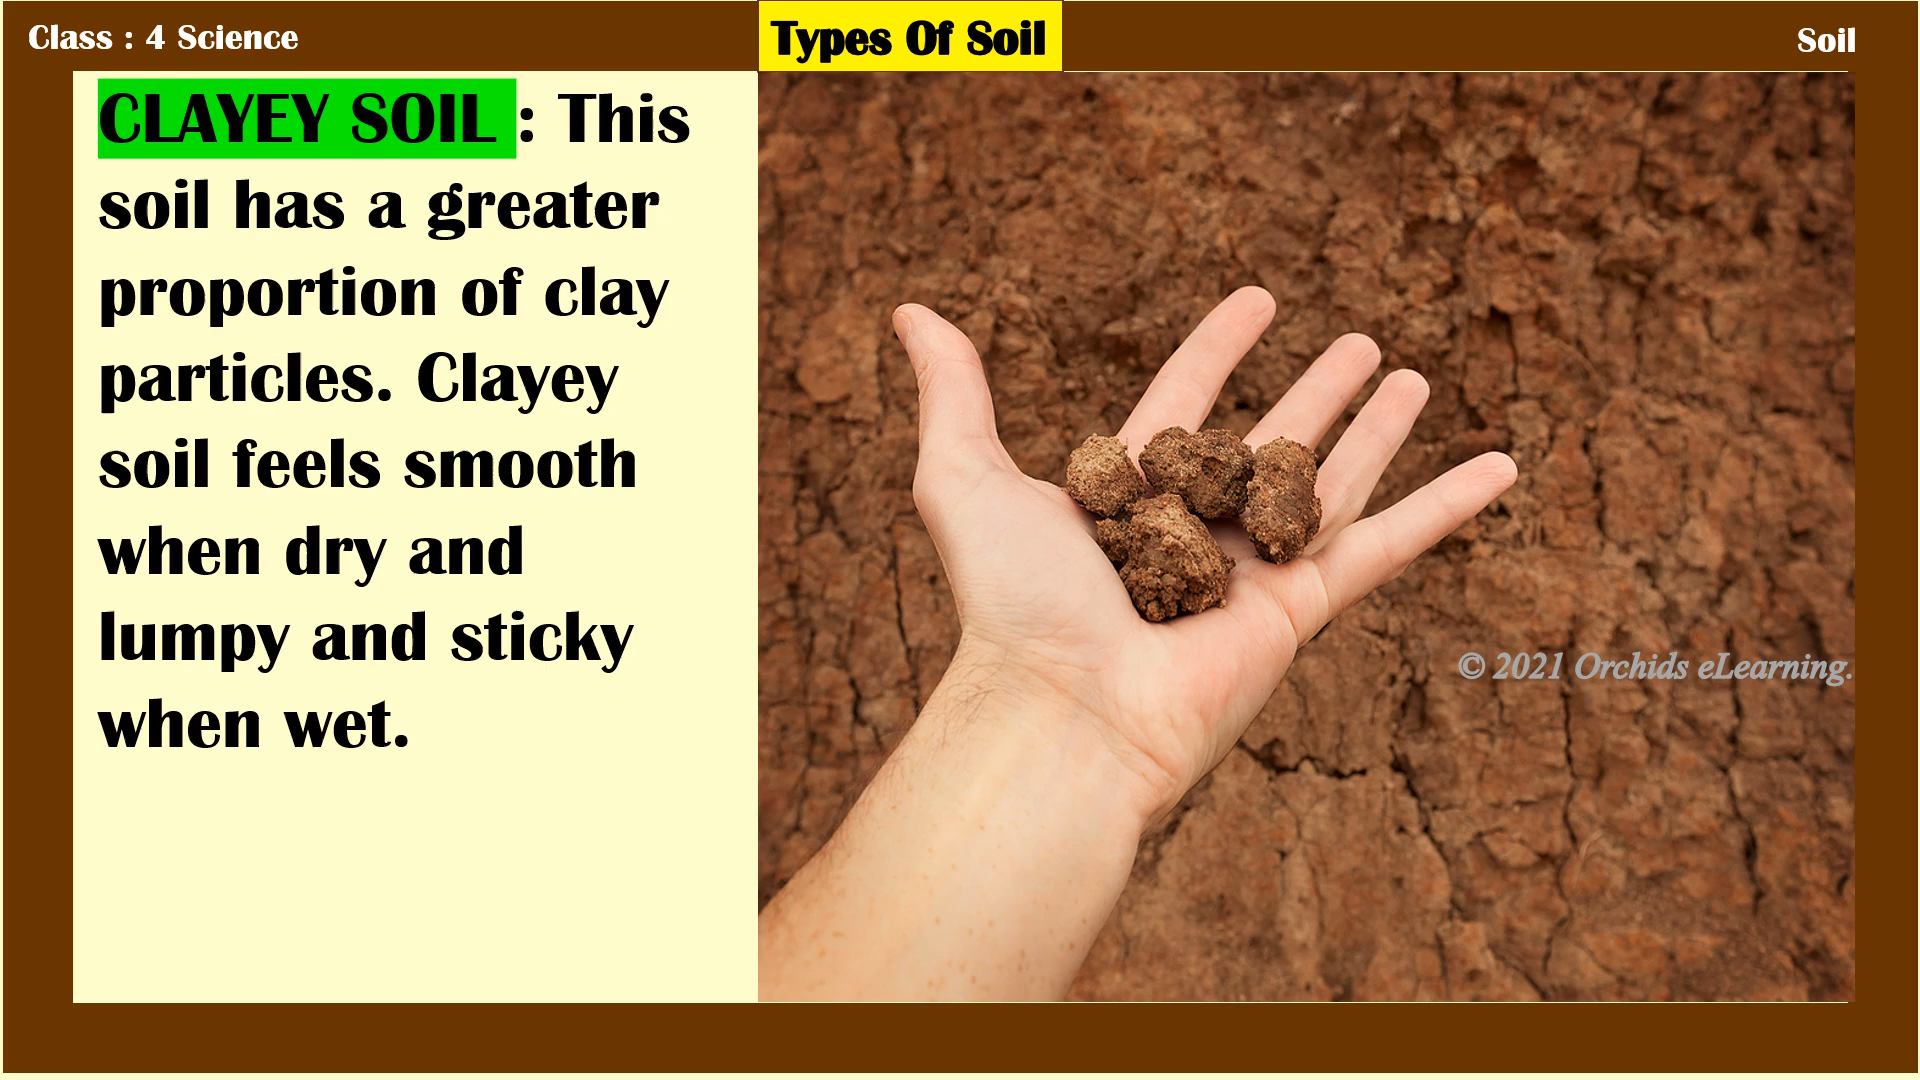 Class : 4 Science
Types Of Soil
Soil
CLAYEY SOIL : This
soil has a greater
proportion of clay
particles. Clayey
soil feels smooth
when dry and
lumpy and sticky
when wet.
© 2021 Orchids eLearning.